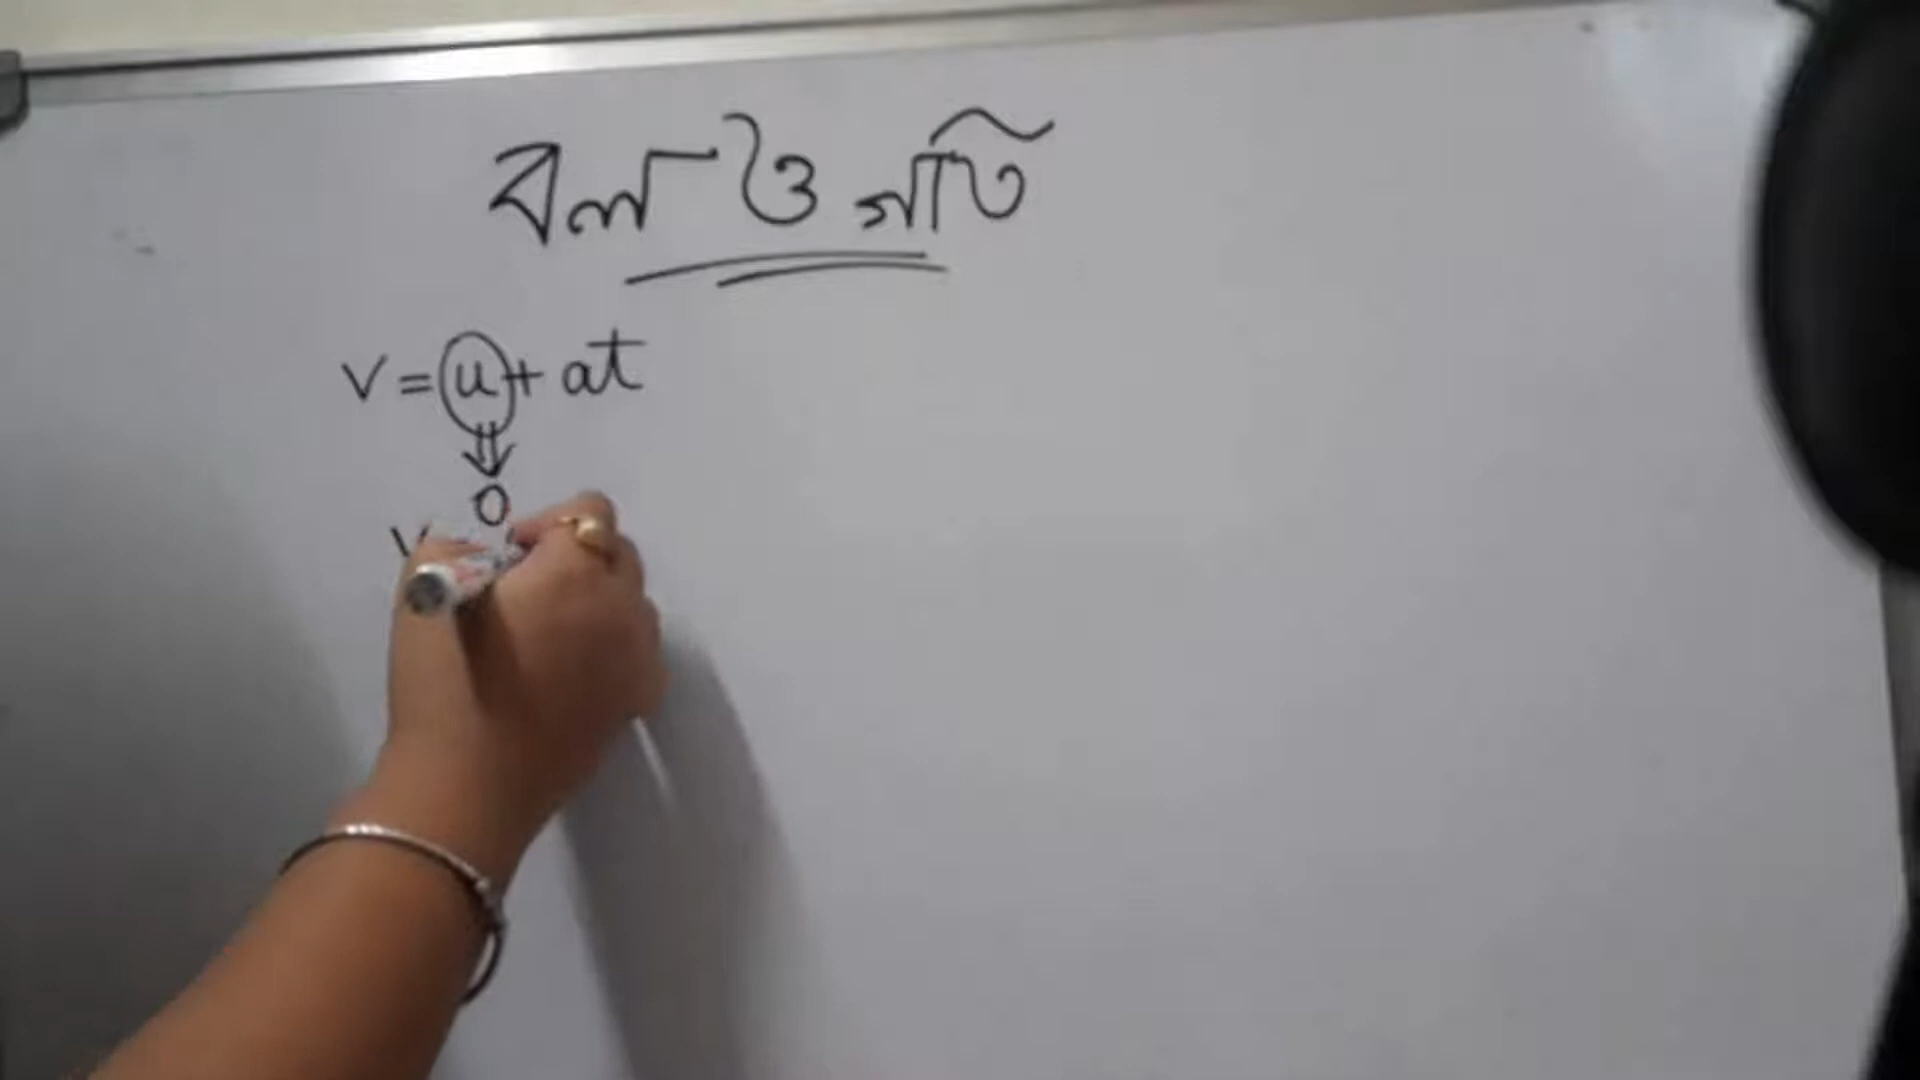 বল ও গতি
v = u + at
0
v